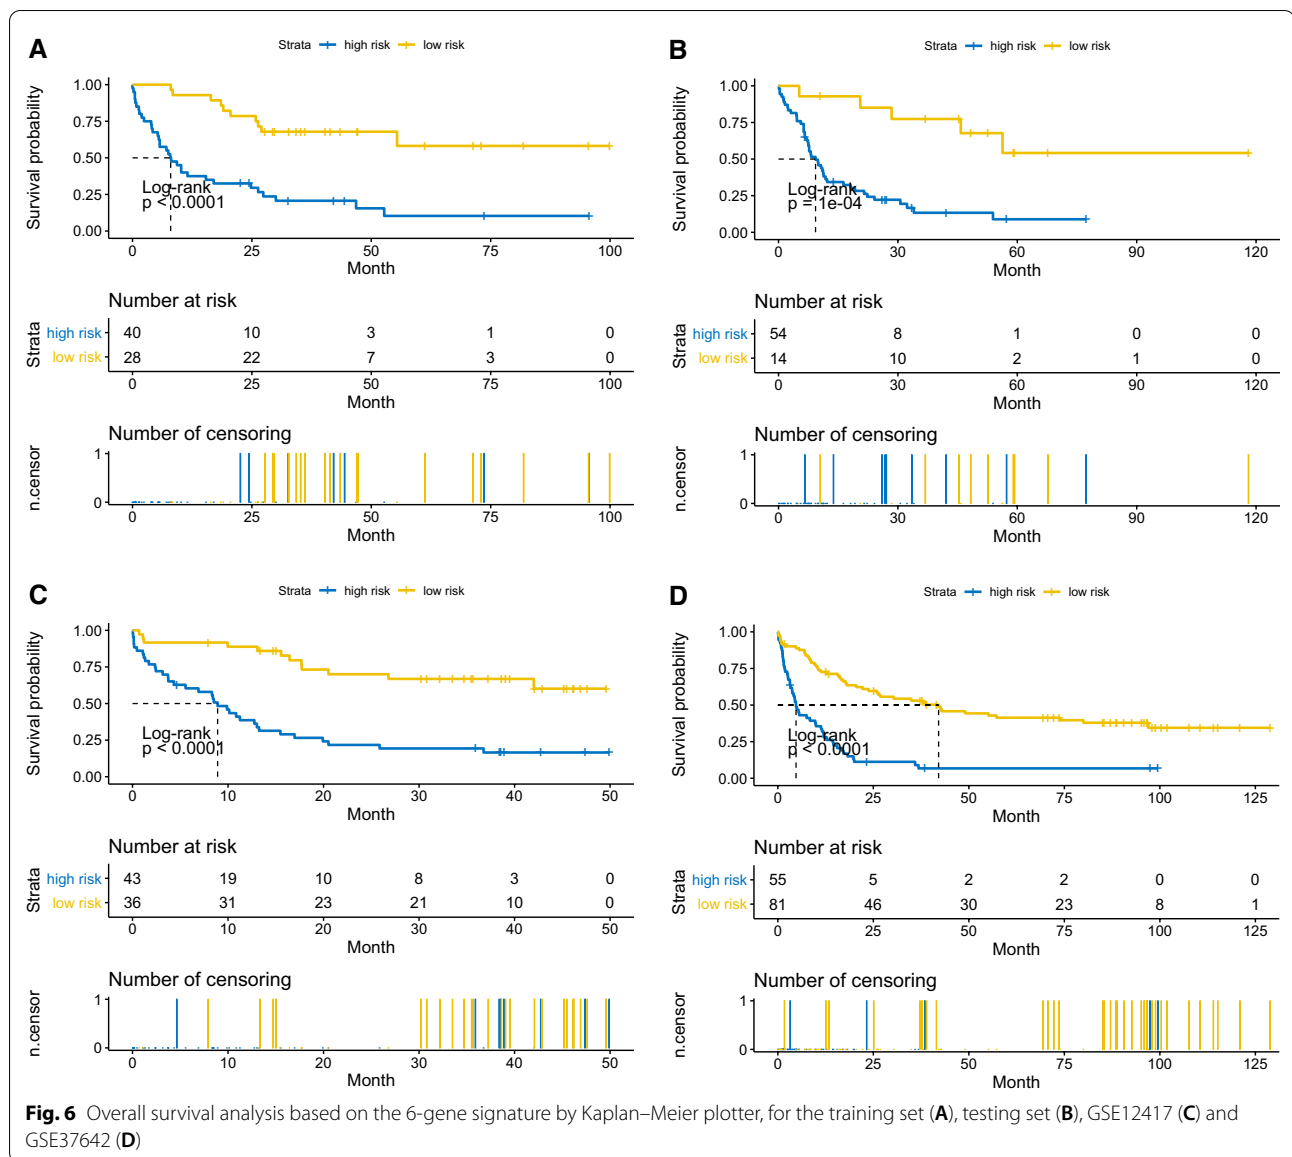 A
Strata high risk low risk
Survival probability
1.00
0.75
0.50
0.25
0.00
Log-rank
p < 0.0001
0 25 50 75 100
Month
Number at risk
Strata
high risk 40 10 3 1 0
low risk 28 22 7 3 0
0 25 50 75 100
Month
Number of censoring
n.censor
1
0
0 25 50 75 100
Month
B
Strata high risk low risk
Survival probability
1.00
0.75
0.50
0.25
0.00
Log-rank
p = 1e-04
0 30 60 90 120
Month
Number at risk
Strata
high risk 54 8 1 0 0
low risk 14 10 2 1 0
0 30 60 90 120
Month
Number of censoring
n.censor
1
0
0 30 60 90 120
Month
C
Strata high risk low risk
Survival probability
1.00
0.75
0.50
0.25
0.00
Log-rank
p < 0.0001
0 10 20 30 40 50
Month
Number at risk
Strata
high risk 43 19 10 8 3 0
low risk 36 31 23 21 10 0
0 10 20 30 40 50
Month
Number of censoring
n.censor
1
0
0 10 20 30 40 50
Month
D
Strata high risk low risk
Survival probability
1.00
0.75
0.50
0.25
0.00
Log-rank
p < 0.0001
0 25 50 75 100 125
Month
Number at risk
Strata
high risk 55 5 2 2 0 0
low risk 81 46 30 23 8 1
0 25 50 75 100 125
Month
Number of censoring
n.censor
1
0
0 25 50 75 100 125
Month
Fig. 6 Overall survival analysis based on the 6-gene signature by Kaplan–Meier plotter, for the training set (A), testing set (B), GSE12417 (C) and
GSE37642 (D)